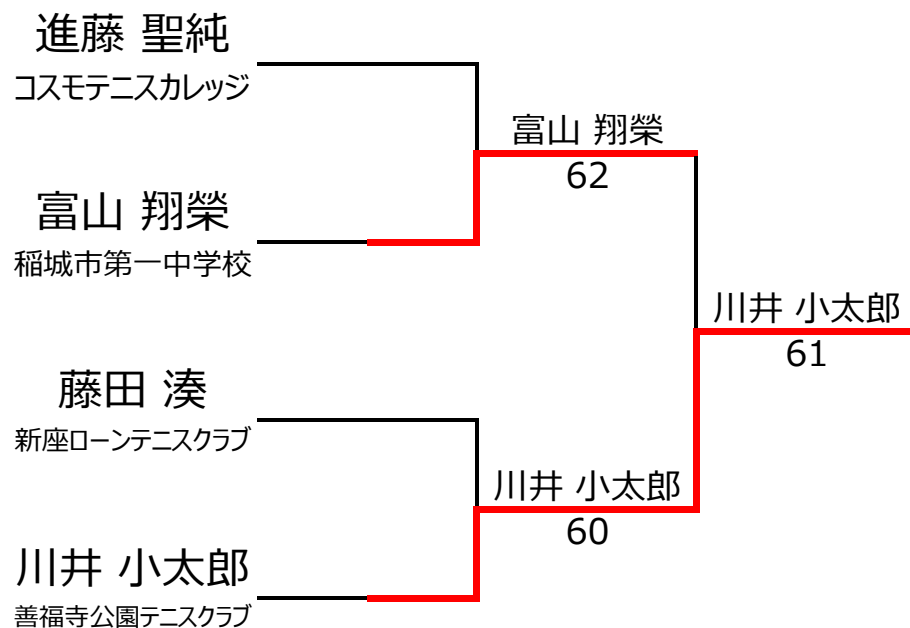 進藤 聖純
コスモテニスカレッジ
富山 翔榮
62
富山 翔榮
稲城市第一中学校
川井 小太郎
61
藤田 湊
新座ローンテニスクラブ
川井 小太郎
60
川井 小太郎
善福寺公園テニスクラブ